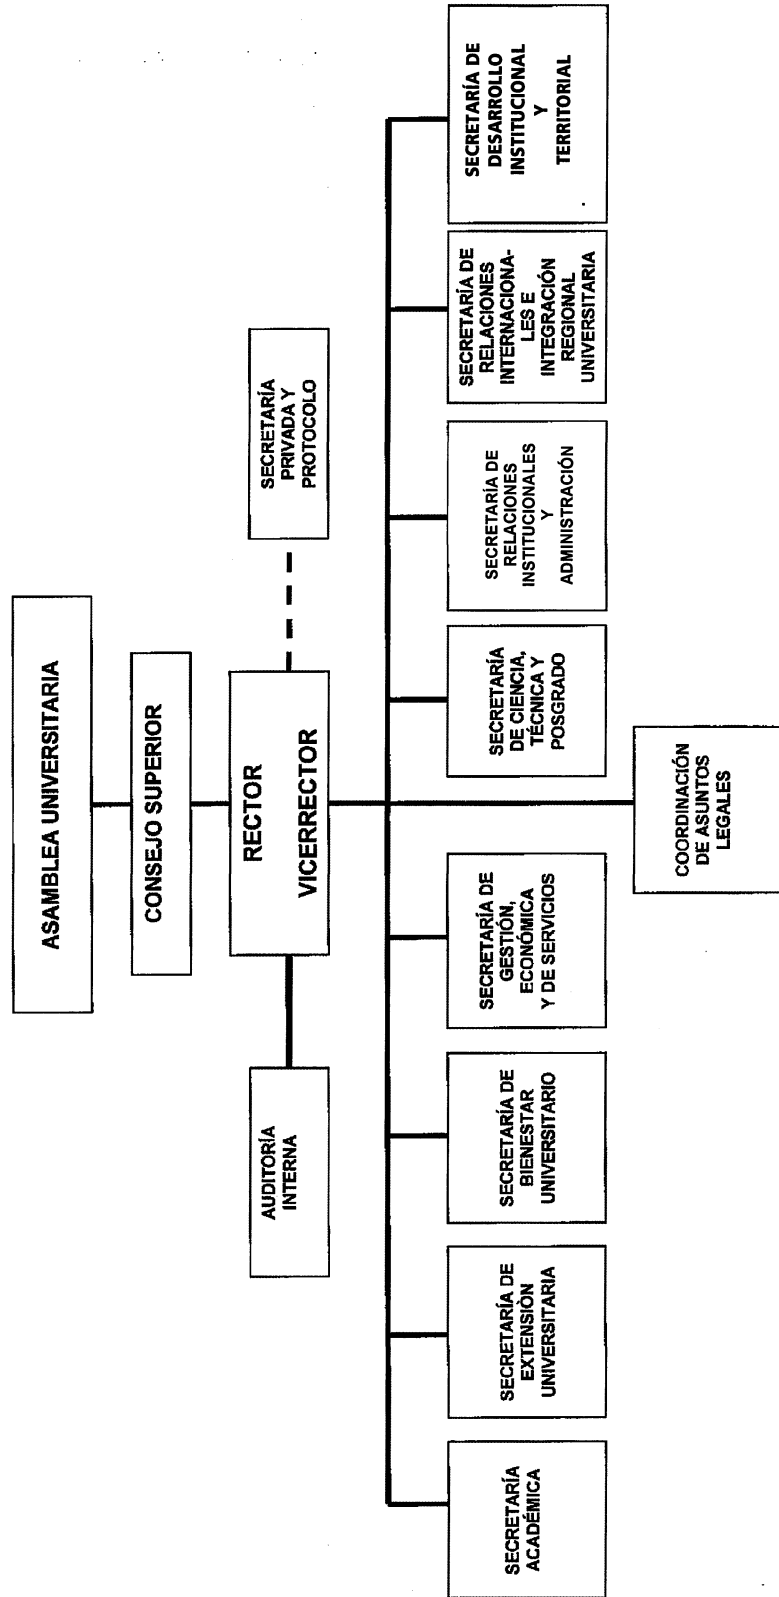 ASAMBLEA UNIVERSITARIA
CONSEJO SUPERIOR
RECTOR
VICERRECTOR
AUDITORÍA
INTERNA
SECRETARÍA
PRIVADA Y
PROTOCOLO
SECRETARÍA
ACADÉMICA
SECRETARÍA DE
EXTENSIÒN
UNIVERSITARIA
SECRETARÍA DE
BIENESTAR
UNIVERSITARIO
SECRETARÍA DE
GESTIÓN,
ECONÓMICA
Y DE SERVICIOS
SECRETARÍA
DE CIENCIA,
TÉCNICA Y
POSGRADO
SECRETARÍA DE
RELACIONES
INSTITUCIONALES
Y
ADMINISTRACIÓN
SECRETARÍA DE
RELACIONES
INTERNACIONA-
LES E
INTEGRACIÓN
REGIONAL
UNIVERSITARIA
SECRETARÍA DE
DESARROLLO
INSTITUCIONAL
Y
TERRITORIAL
COORDINACIÓN
DE ASUNTOS
LEGALES